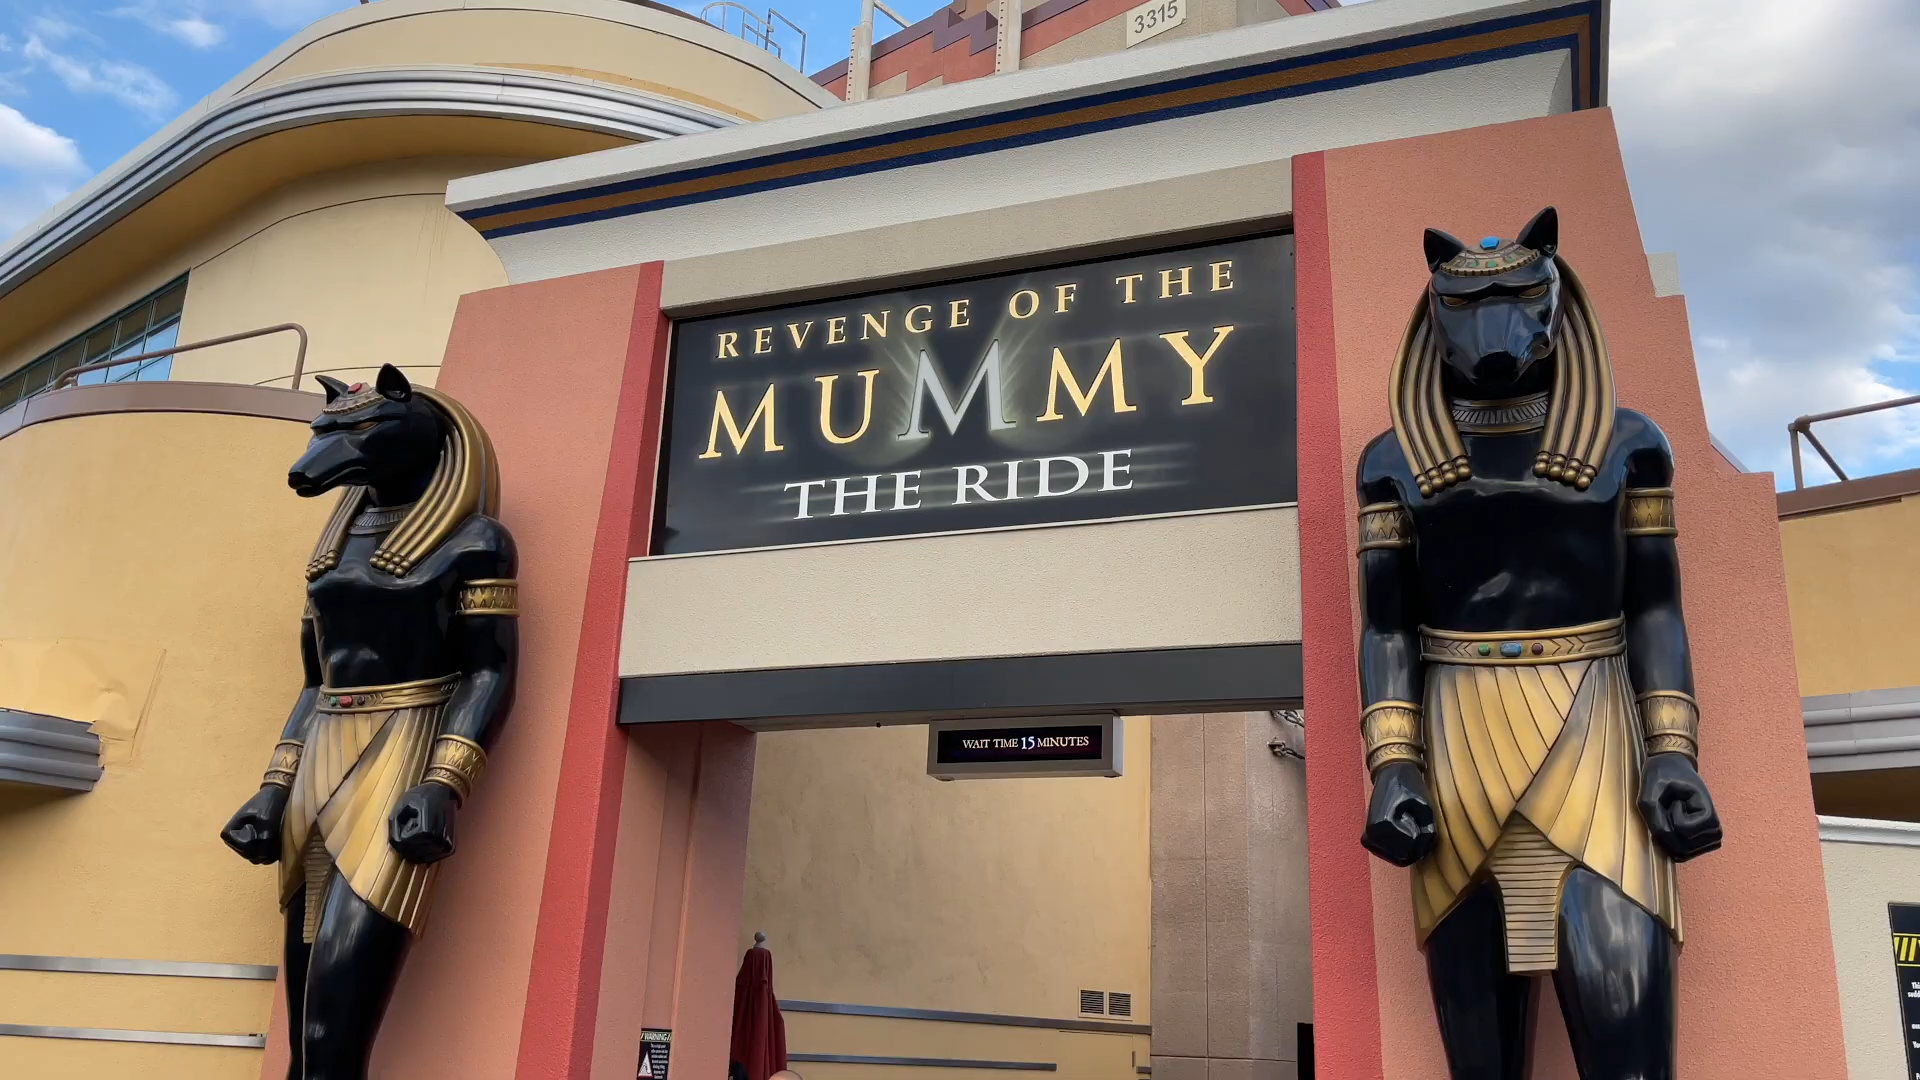 3315
REVENGE OF THE
MUMMY
THE RIDE
WAIT TIME 15 MINUTES
WARNING